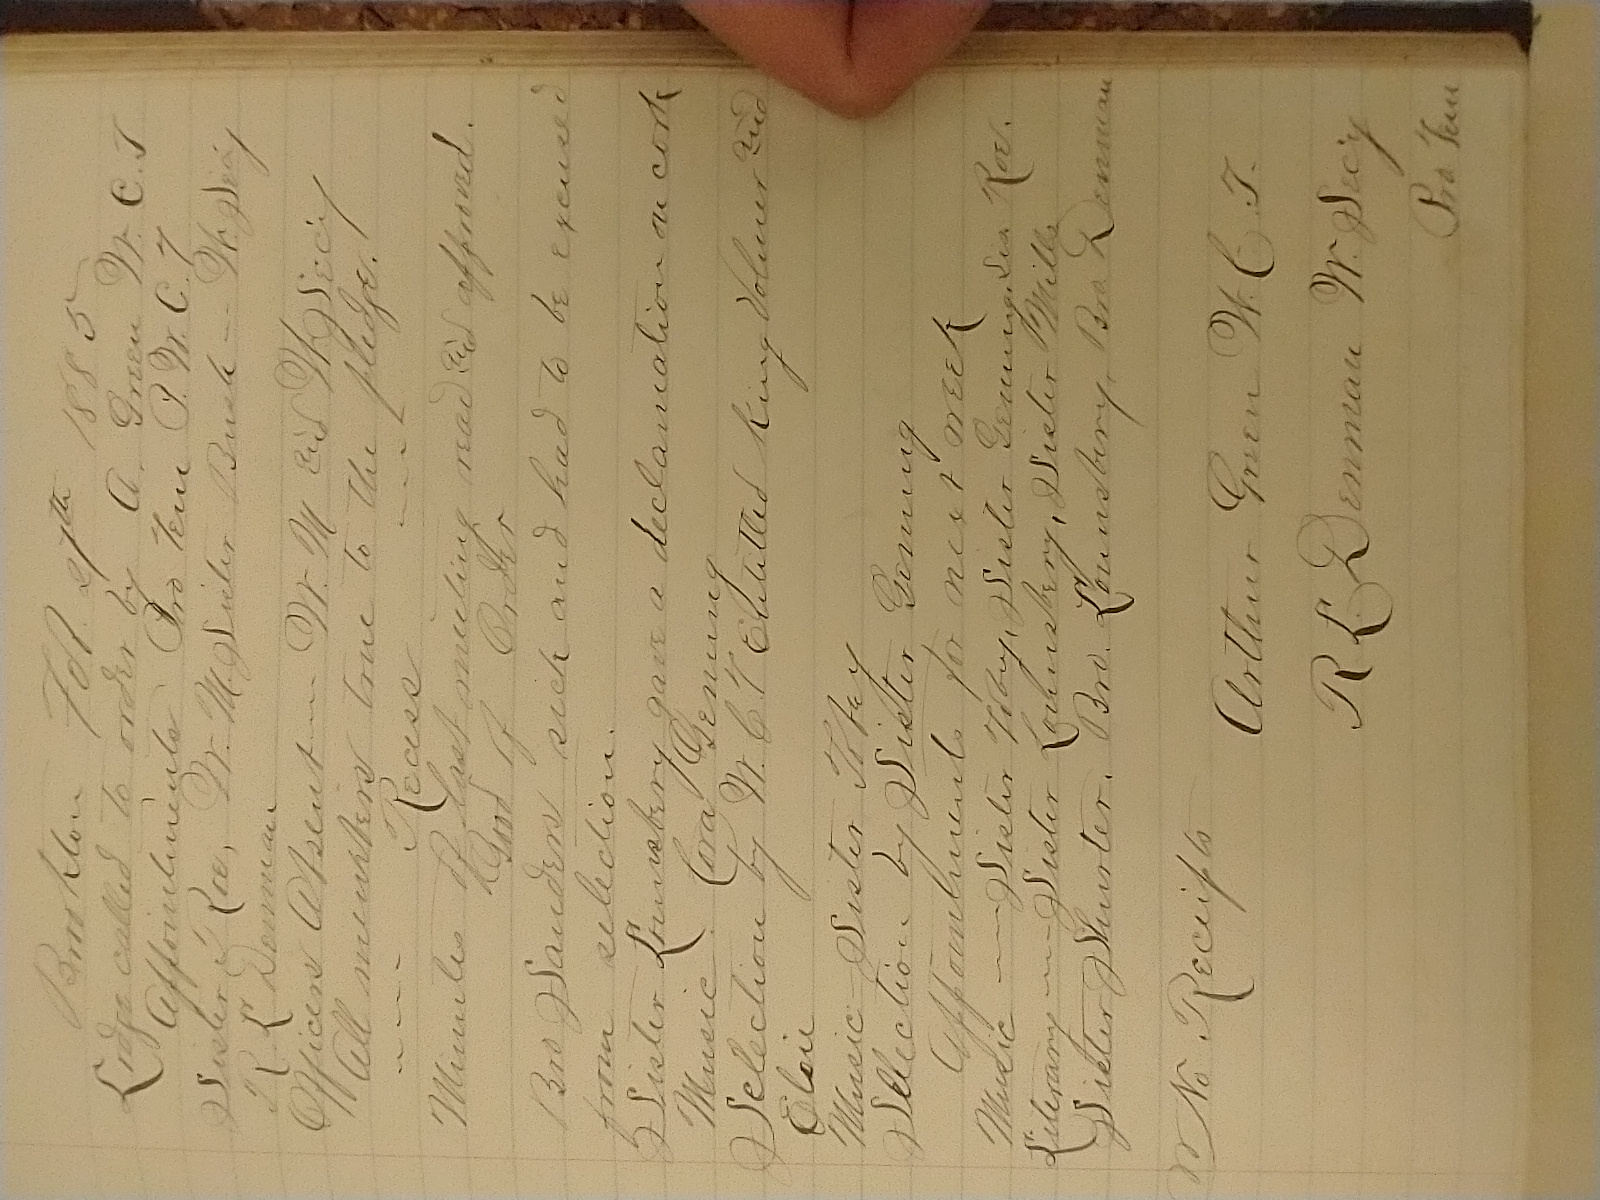 Brookton Feb. 27th 1885
Lodge called to order by A. Green W. C. T
Appointments Pro Tem P. W. C. T
Sister Roe, W. M. Sister Bush — W. Secy
R L Denman
Officers Absent — W. M and W. Secy
All members true to the pledge.
Recess
Minutes of last meeting read and approved.
Good of Order
Bro Sanders sick and had to be excused
from selection.
Sister Lounsbery gave a declamation on cork
Music. Cora Genung
Selection by W. C. T Entitled King Volmer and
Elsie
Music - Sister Tobey
Selection by Sister Genung
Appointments for next week
Music — Sister Tobey, Sister Genung. Sis. Roe.
Literary — Sister Lounsbery, Sister Mills
Sister Shurter. Bro. Lounsbery, Bro. Denman
No Receipts
Arthur Green W. C. T.
R L. Denman W. Secy
Pro Tem